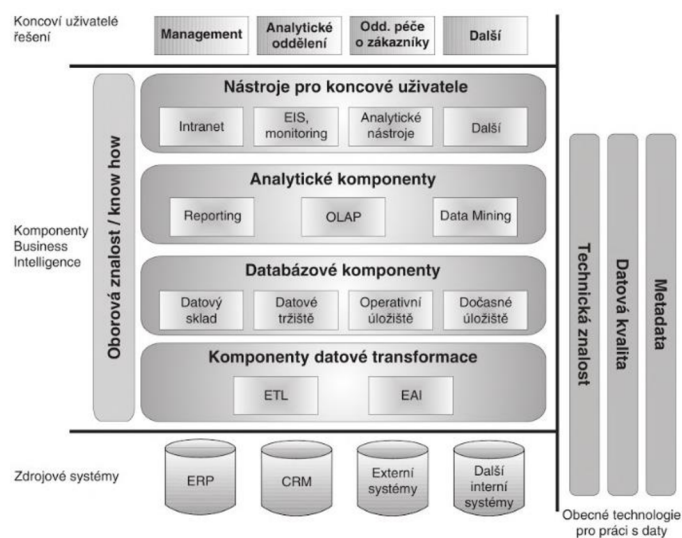 Koncoví uživatelé
řešení
Management
Analytické
oddělení
Odd. péče
o zákazníky
Další
Komponenty
Business
Intelligence
Oborová znalost / know how
Nástroje pro koncové uživatele
Intranet
EIS,
monitoring
Analytické
nástroje
Další
Analytické komponenty
Reporting
OLAP
Data Mining
Databázové komponenty
Datový
sklad
Datové
tržiště
Operativní
úložiště
Dočasné
úložiště
Komponenty datové transformace
ETL
EAI
Technická znalost
Datová kvalita
Metadata
Zdrojové systémy
ERP
CRM
Externí
systémy
Další
interní
systémy
Obecné technologie
pro práci s daty